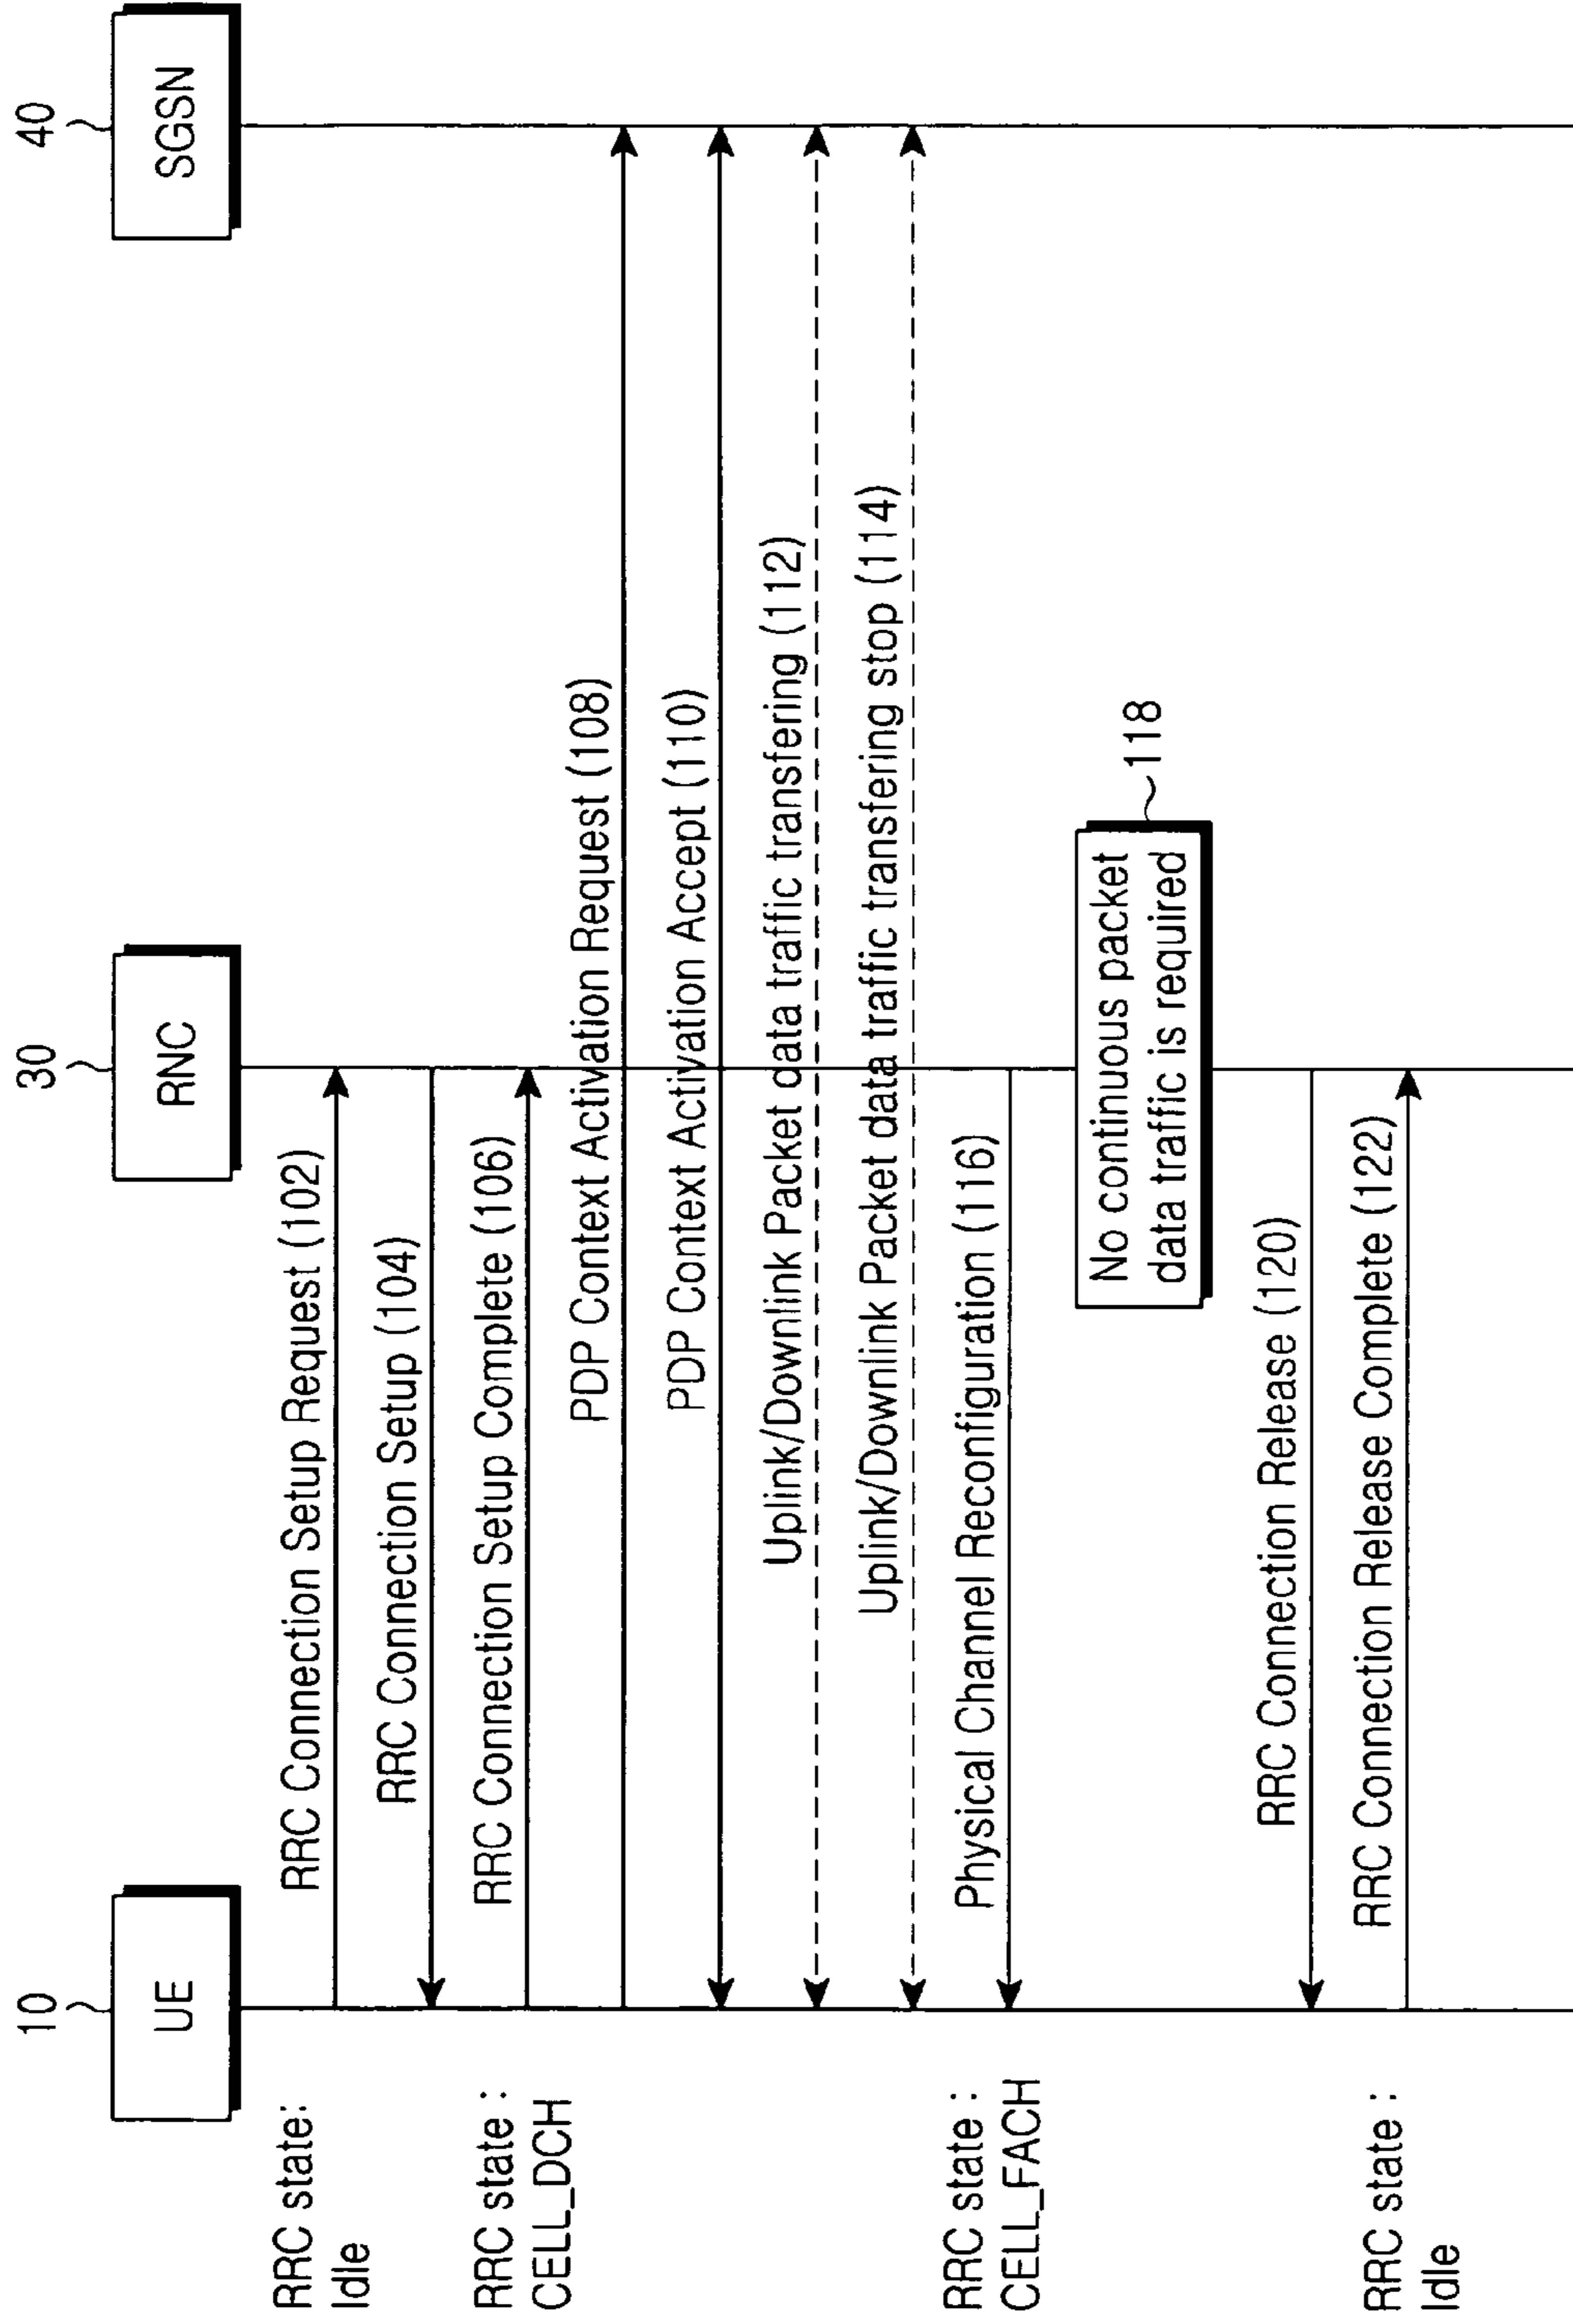 10
UE
30
RNC
40
SGSN
RRC state:
Idle
RRC Connection Setup Request (102)
RRC Connection Setup (104)
RRC state :
CELL_DCH
RRC Connection Setup Complete (106)
PDP Context Activation Request (108)
PDP Context Activation Accept (110)
Uplink/Downlink Packet data traffic transfering (112)
Uplink/Downlink Packet data traffic transfering stop (114)
RRC state :
CELL_FACH
Physical Channel Reconfiguration (116)
No continuous packet
data traffic is required
118
RRC Connection Release (120)
RRC state :
Idle
RRC Connection Release Complete (122)